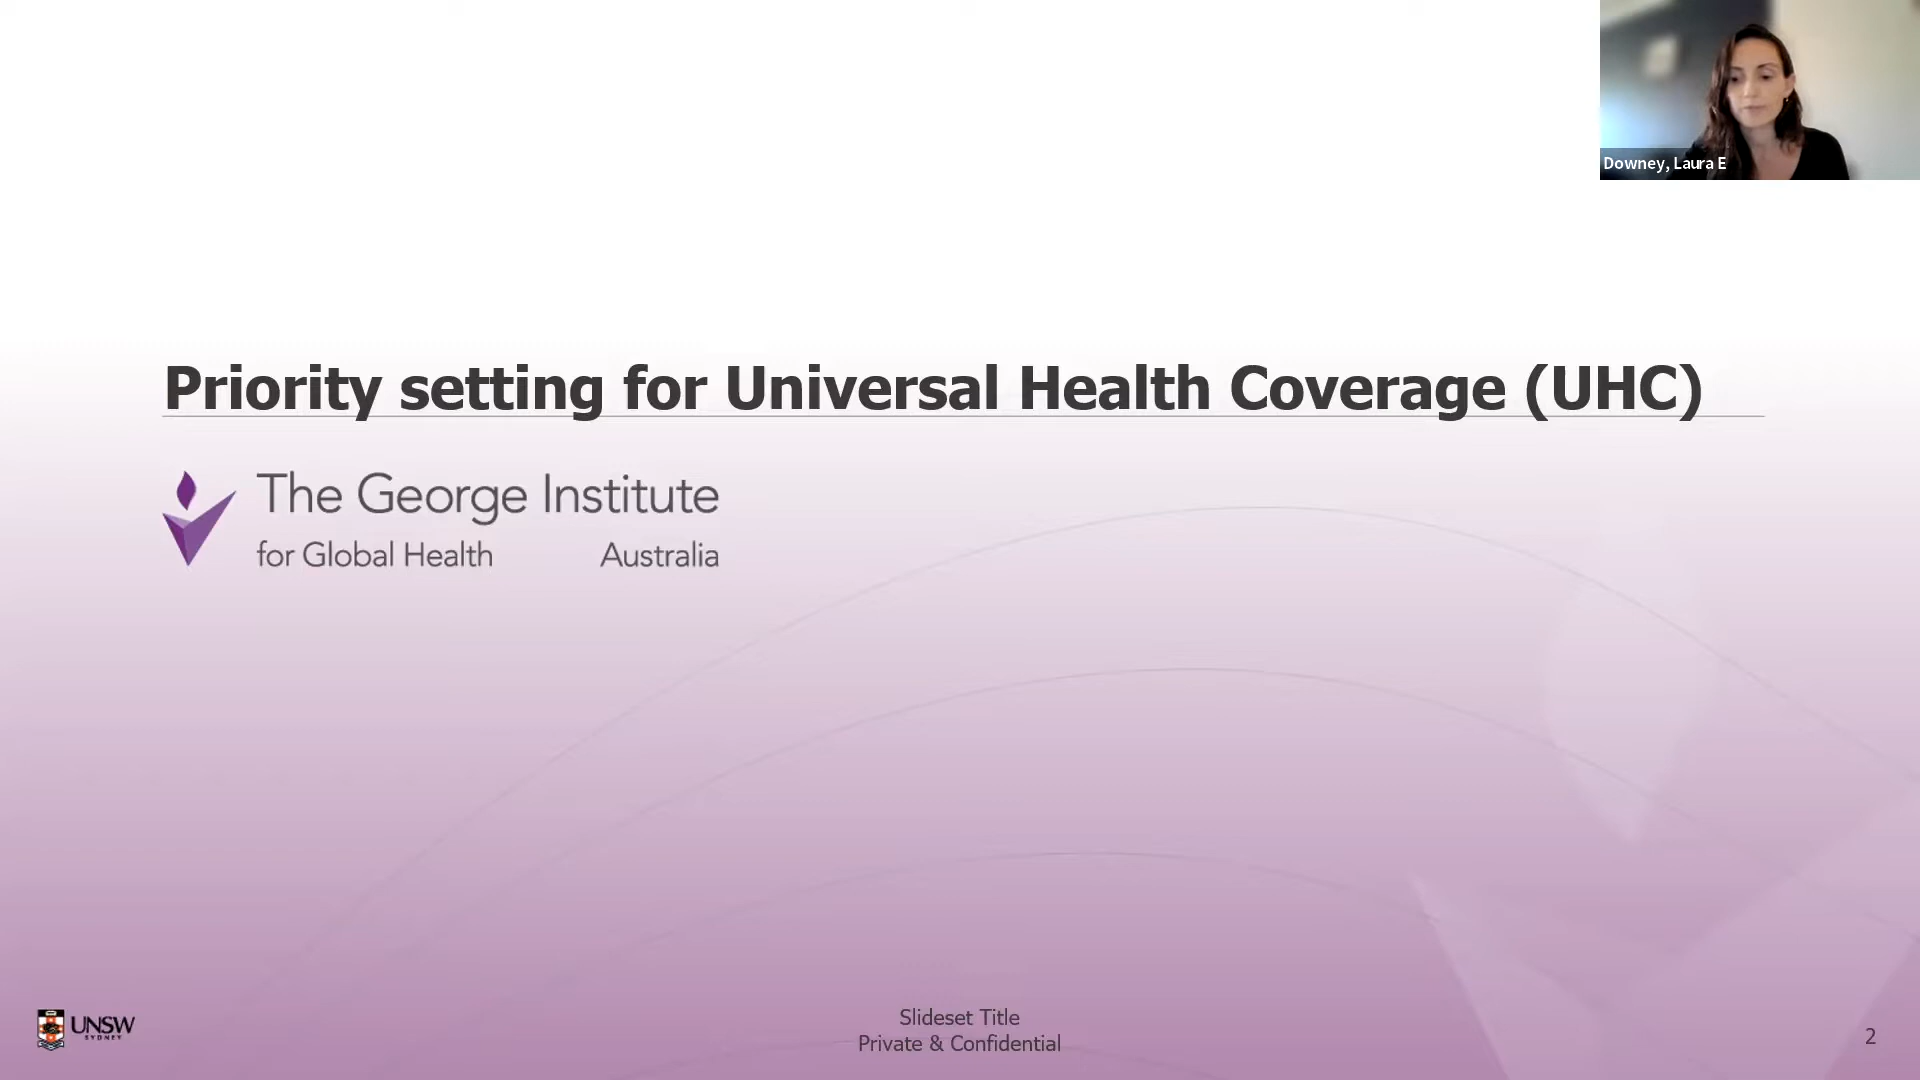 Downey, Laura E
Priority setting for Universal Health Coverage (UHC)
The George Institute
for Global Health Australia
UNSW
SYDNEY
Slideset Title
Private & Confidential
2